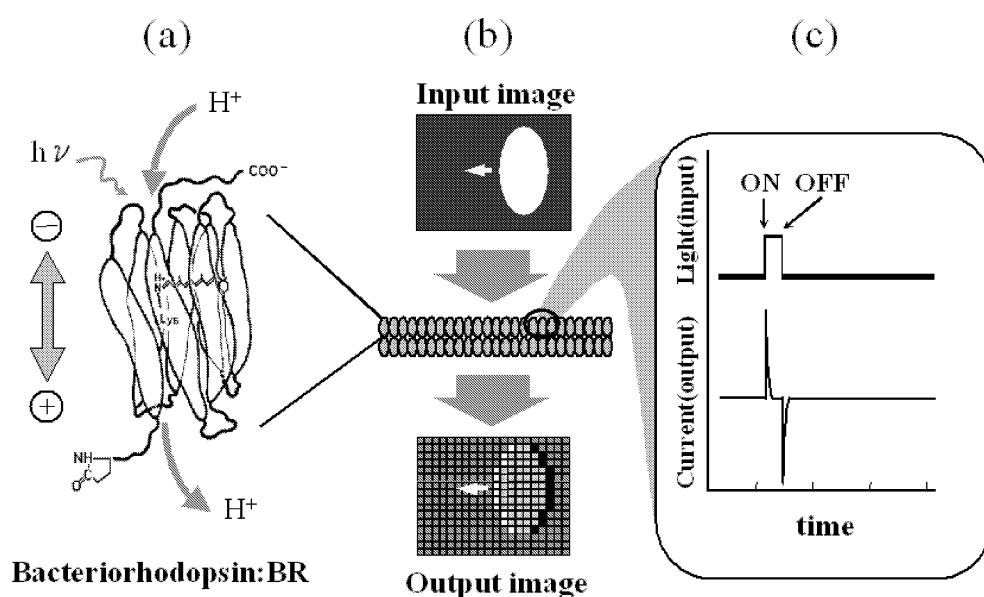 (a)
(b)
(c)
H⁺
hν
COO⁻
−
H⁺
N
Lys
+
NH
C
O
H⁺
Bacteriorhodopsin:BR
Input image
Output image
Light(input)
ON
OFF
Current(output)
time